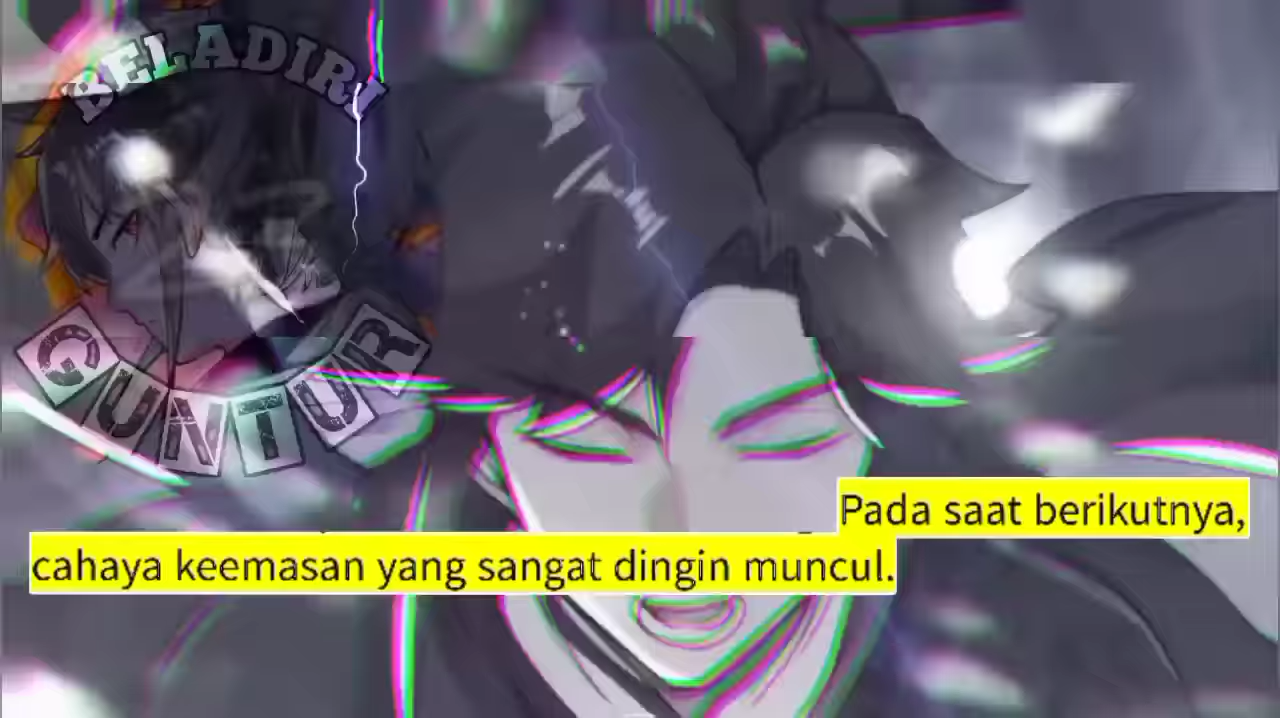 BELADIRI
GUNTUR
Pada saat berikutnya,
cahaya keemasan yang sangat dingin muncul.